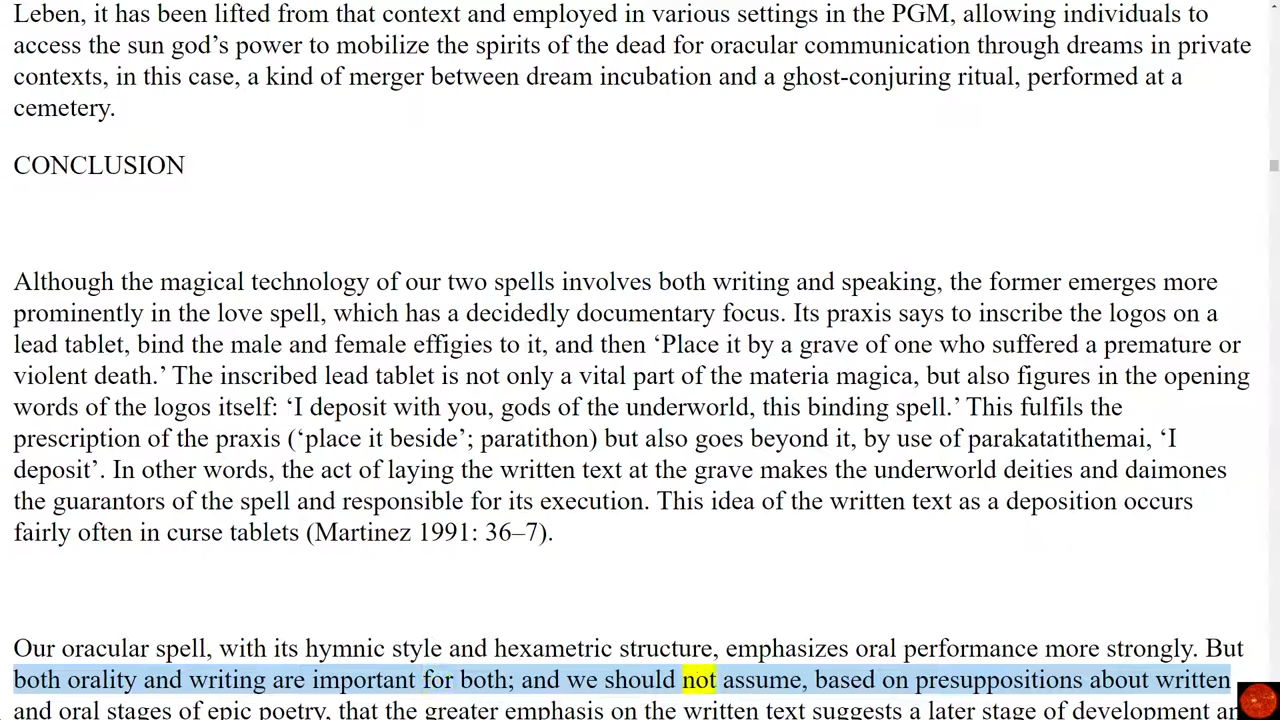 Leben, it has been lifted from that context and employed in various settings in the PGM, allowing individuals to
access the sun god’s power to mobilize the spirits of the dead for oracular communication through dreams in private
contexts, in this case, a kind of merger between dream incubation and a ghost-conjuring ritual, performed at a
cemetery.
CONCLUSION
Although the magical technology of our two spells involves both writing and speaking, the former emerges more
prominently in the love spell, which has a decidedly documentary focus. Its praxis says to inscribe the logos on a
lead tablet, bind the male and female effigies to it, and then ‘Place it by a grave of one who suffered a premature or
violent death.’ The inscribed lead tablet is not only a vital part of the materia magica, but also figures in the opening
words of the logos itself: ‘I deposit with you, gods of the underworld, this binding spell.’ This fulfils the
prescription of the praxis (‘place it beside’; paratithon) but also goes beyond it, by use of parakatatithemai, ‘I
deposit’. In other words, the act of laying the written text at the grave makes the underworld deities and daimones
the guarantors of the spell and responsible for its execution. This idea of the written text as a deposition occurs
fairly often in curse tablets (Martinez 1991: 36–7).
Our oracular spell, with its hymnic style and hexametric structure, emphasizes oral performance more strongly. But
both orality and writing are important for both; and we should not assume, based on presuppositions about written
and oral stages of epic poetry, that the greater emphasis on the written text suggests a later stage of development